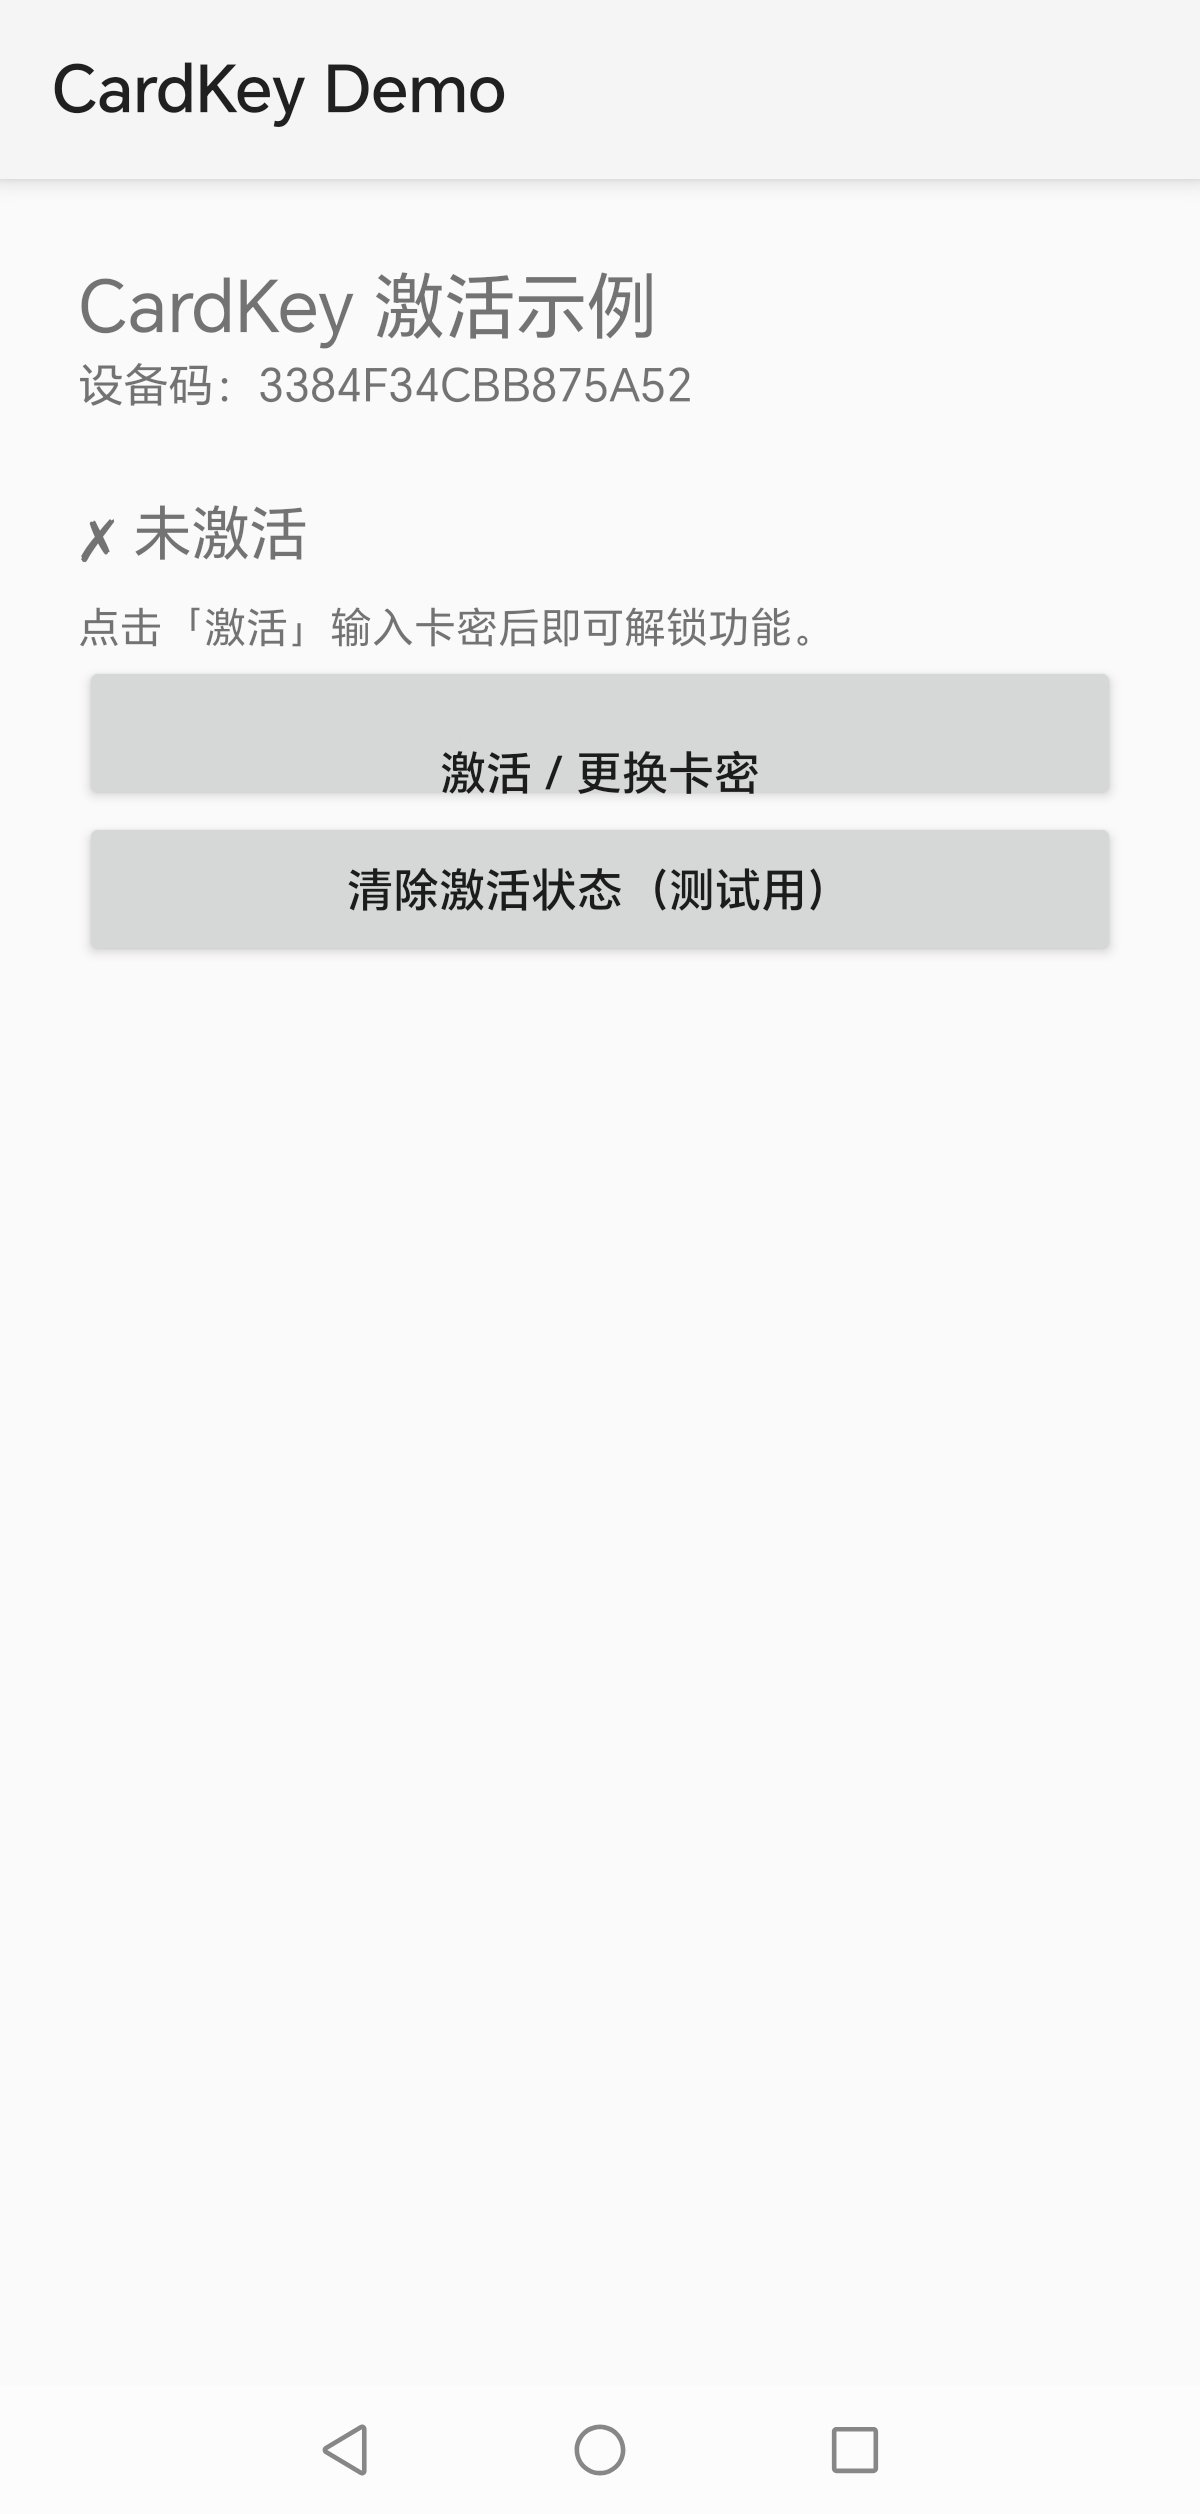 CardKey Demo
CardKey 激活示例
设备码：3384F34CBB875A52
✗ 未激活
点击「激活」输入卡密后即可解锁功能。
激活 / 更换卡密
清除激活状态（测试用）